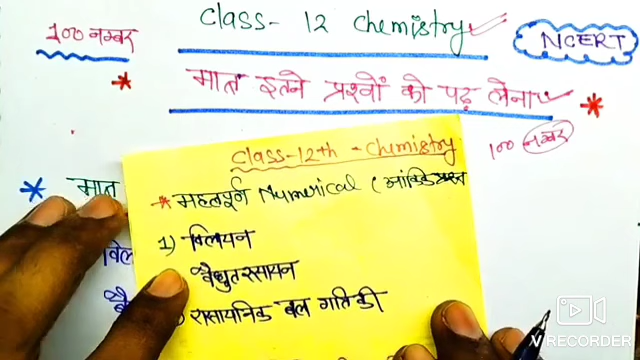 100 नम्बर
Class- 12 Chemistry
NCERT
मात्र इतने प्रश्नों को पढ़ लेना
100 नम्बर
Class-12th - Chemistry
मात्र
* महत्वपूर्ण Numerical (
1) विलयन
वैधुतरसायन
रासायनिक बल गतिकी
VRECORDER